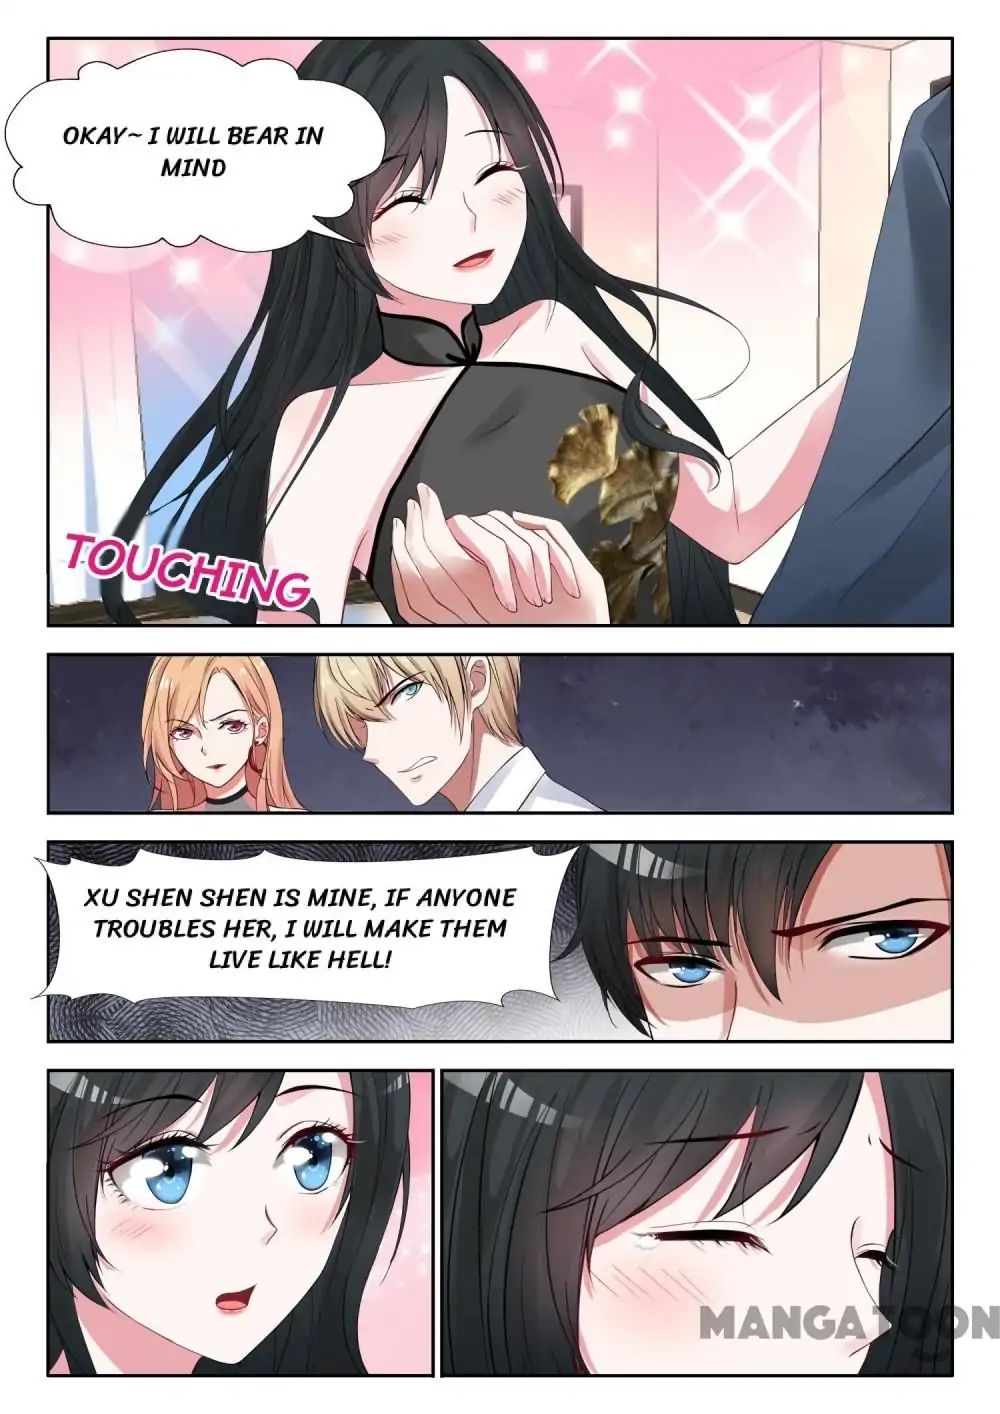 OKAY~ I WILL BEAR IN
MIND
TOUCHING
XU SHEN SHEN IS MINE, IF ANYONE
TROUBLES HER, I WILL MAKE THEM
LIVE LIKE HELL!
MANGATOON